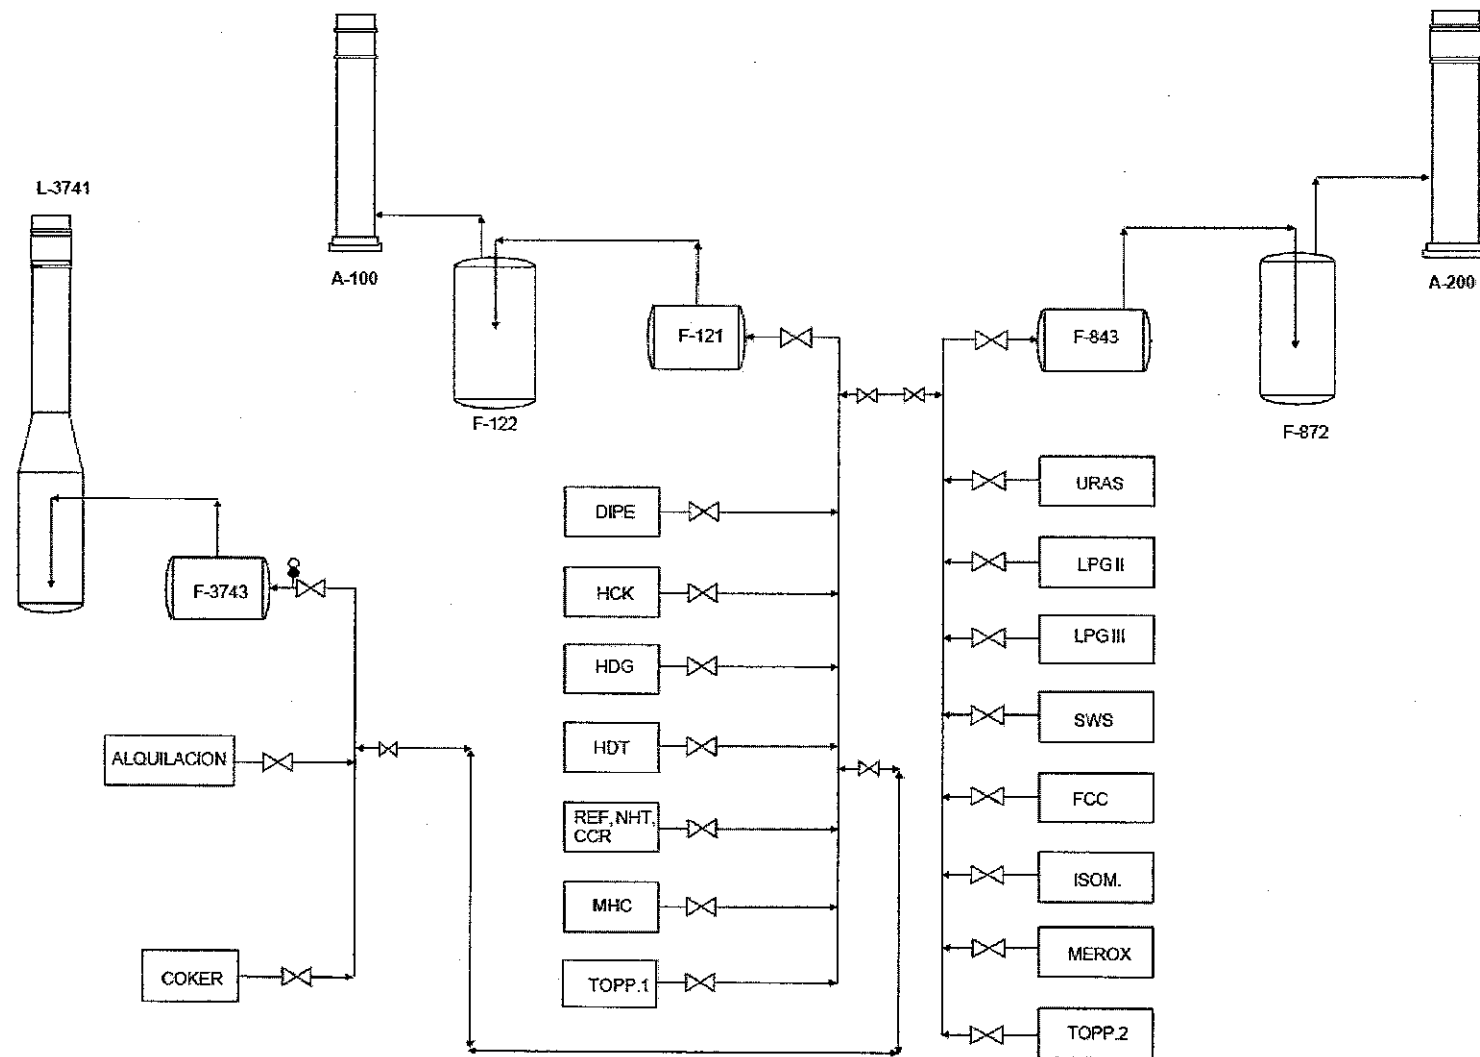 L-3741
A-100
A-200
F-121
F-843
F-122
F-872
URAS
DIPE
LPG II
F-3743
HCK
LPG III
HDG
SWS
HDT
ALQUILACION
FCC
REF, NHT,
CCR
ISOM.
MHC
MEROX
COKER
TOPP.1
TOPP.2